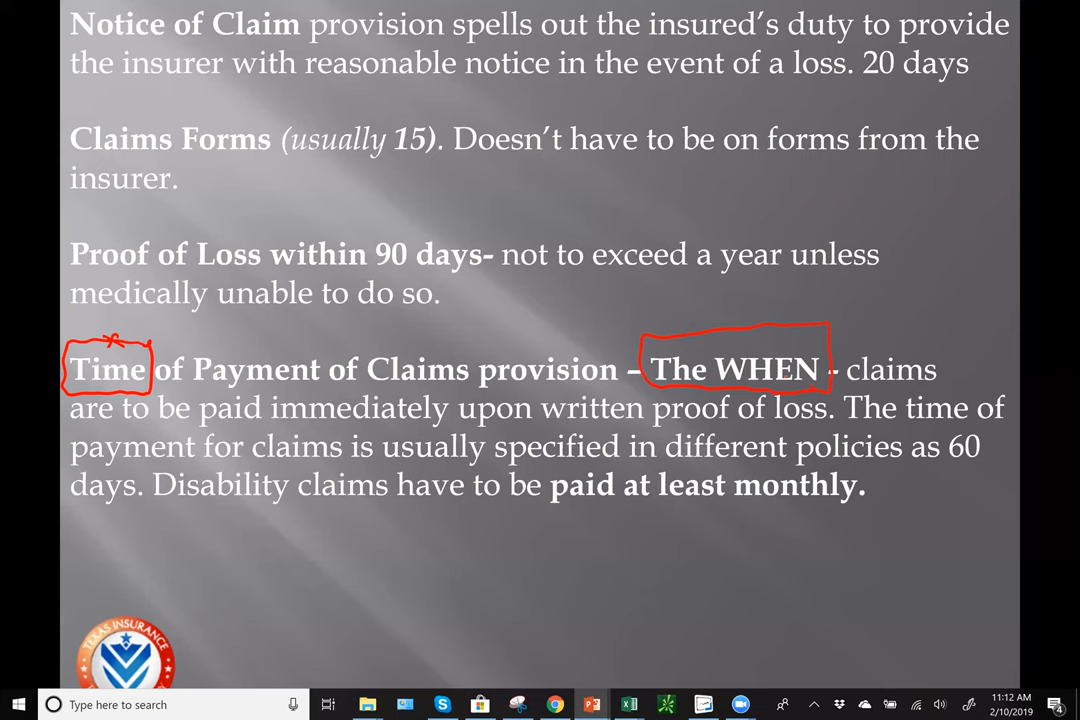 Notice of Claim provision spells out the insured’s duty to provide
the insurer with reasonable notice in the event of a loss. 20 days
Claims Forms (usually 15). Doesn’t have to be on forms from the
insurer.
Proof of Loss within 90 days- not to exceed a year unless
medically unable to do so.
Time of Payment of Claims provision – The WHEN - claims
are to be paid immediately upon written proof of loss. The time of
payment for claims is usually specified in different policies as 60
days. Disability claims have to be paid at least monthly.
TEXAS INSURANCE
Type here to search
11:12 AM
2/10/2019
4